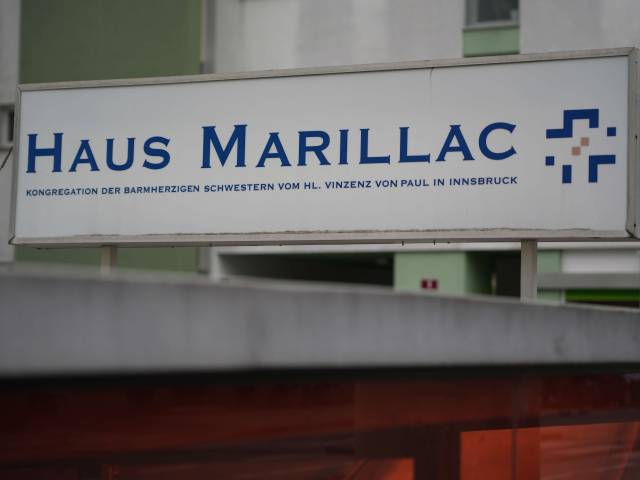 HAUS MARILLAC
KONGREGATION DER BARMHERZIGEN SCHWESTERN VOM HL. VINZENZ VON PAUL IN INNSBRUCK